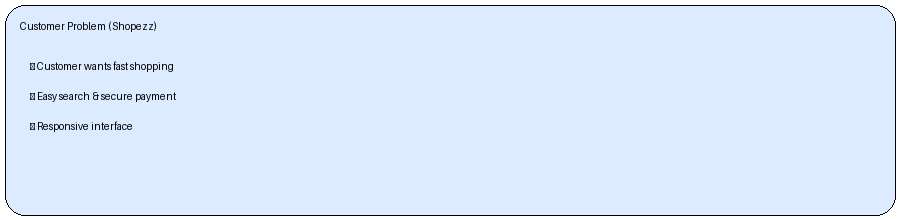 Customer Problem (Shopezz)
Customer wants fast shopping
Easy search & secure payment
Responsive interface